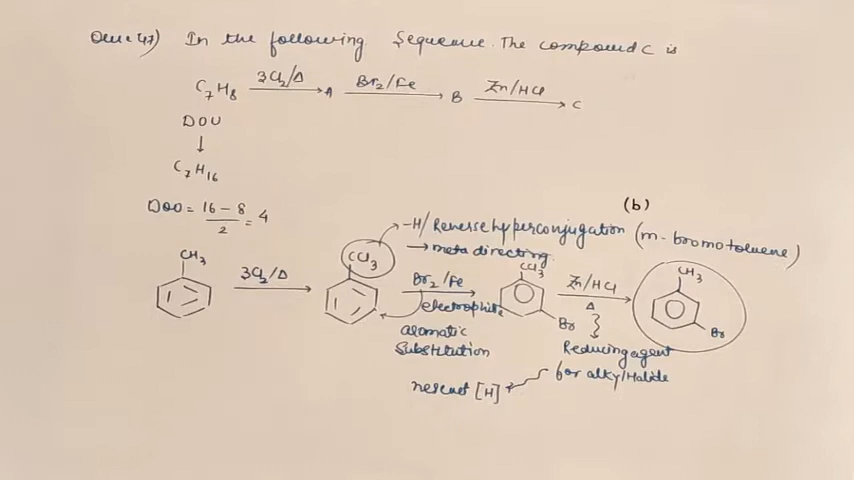 Que 47) In the following Sequence. The compound C is
C7H8 3Cl2/Δ → A Br2/Fe → B Zn/HCl → C
DOU
↓
C7H16
DOU = 16 - 8 / 2 = 4
(b)
-H/ Reverse hyperconjugation (m-bromotoluene)
→ meta directing
CH3 3Cl2/Δ → CCl3 Br2/Fe → CCl3 Br Zn/HCl Δ → CH3 Br
electrophilic
aromatic
Substitution
Reducing agent
for alkyl Halide
nescent [H]